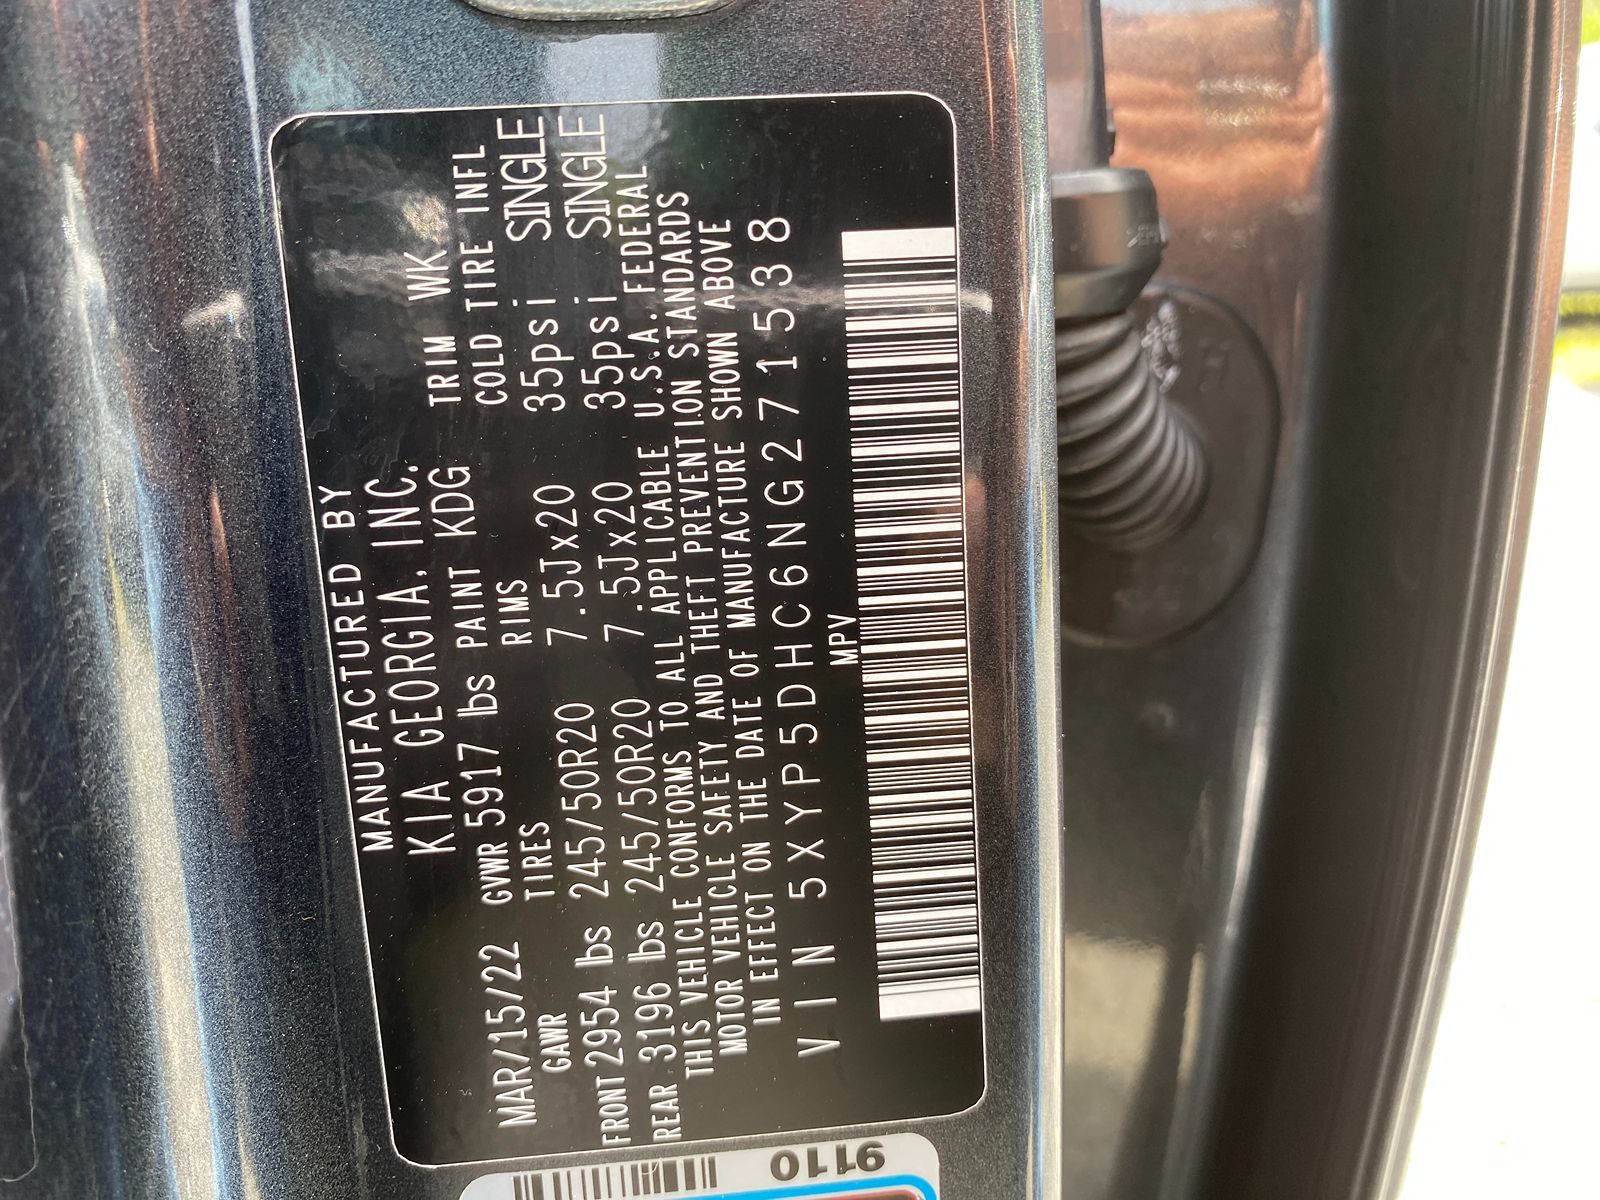 MANUFACTURED BY
KIA GEORGIA, INC.
MAR/15/22 GVWR 5917 lbs PAINT KDG TRIM WK
GAWR TIRES RIMS COLD TIRE INFL
FRONT 2954 lbs 245/50R20 7.5Jx20 35psi SINGLE
REAR 3196 lbs 245/50R20 7.5Jx20 35psi SINGLE
THIS VEHICLE CONFORMS TO ALL APPLICABLE U.S.A. FEDERAL
MOTOR VEHICLE SAFETY AND THEFT PREVENTION STANDARDS
IN EFFECT ON THE DATE OF MANUFACTURE SHOWN ABOVE
VIN 5XYP5DHC6NG271538
MPV
9110